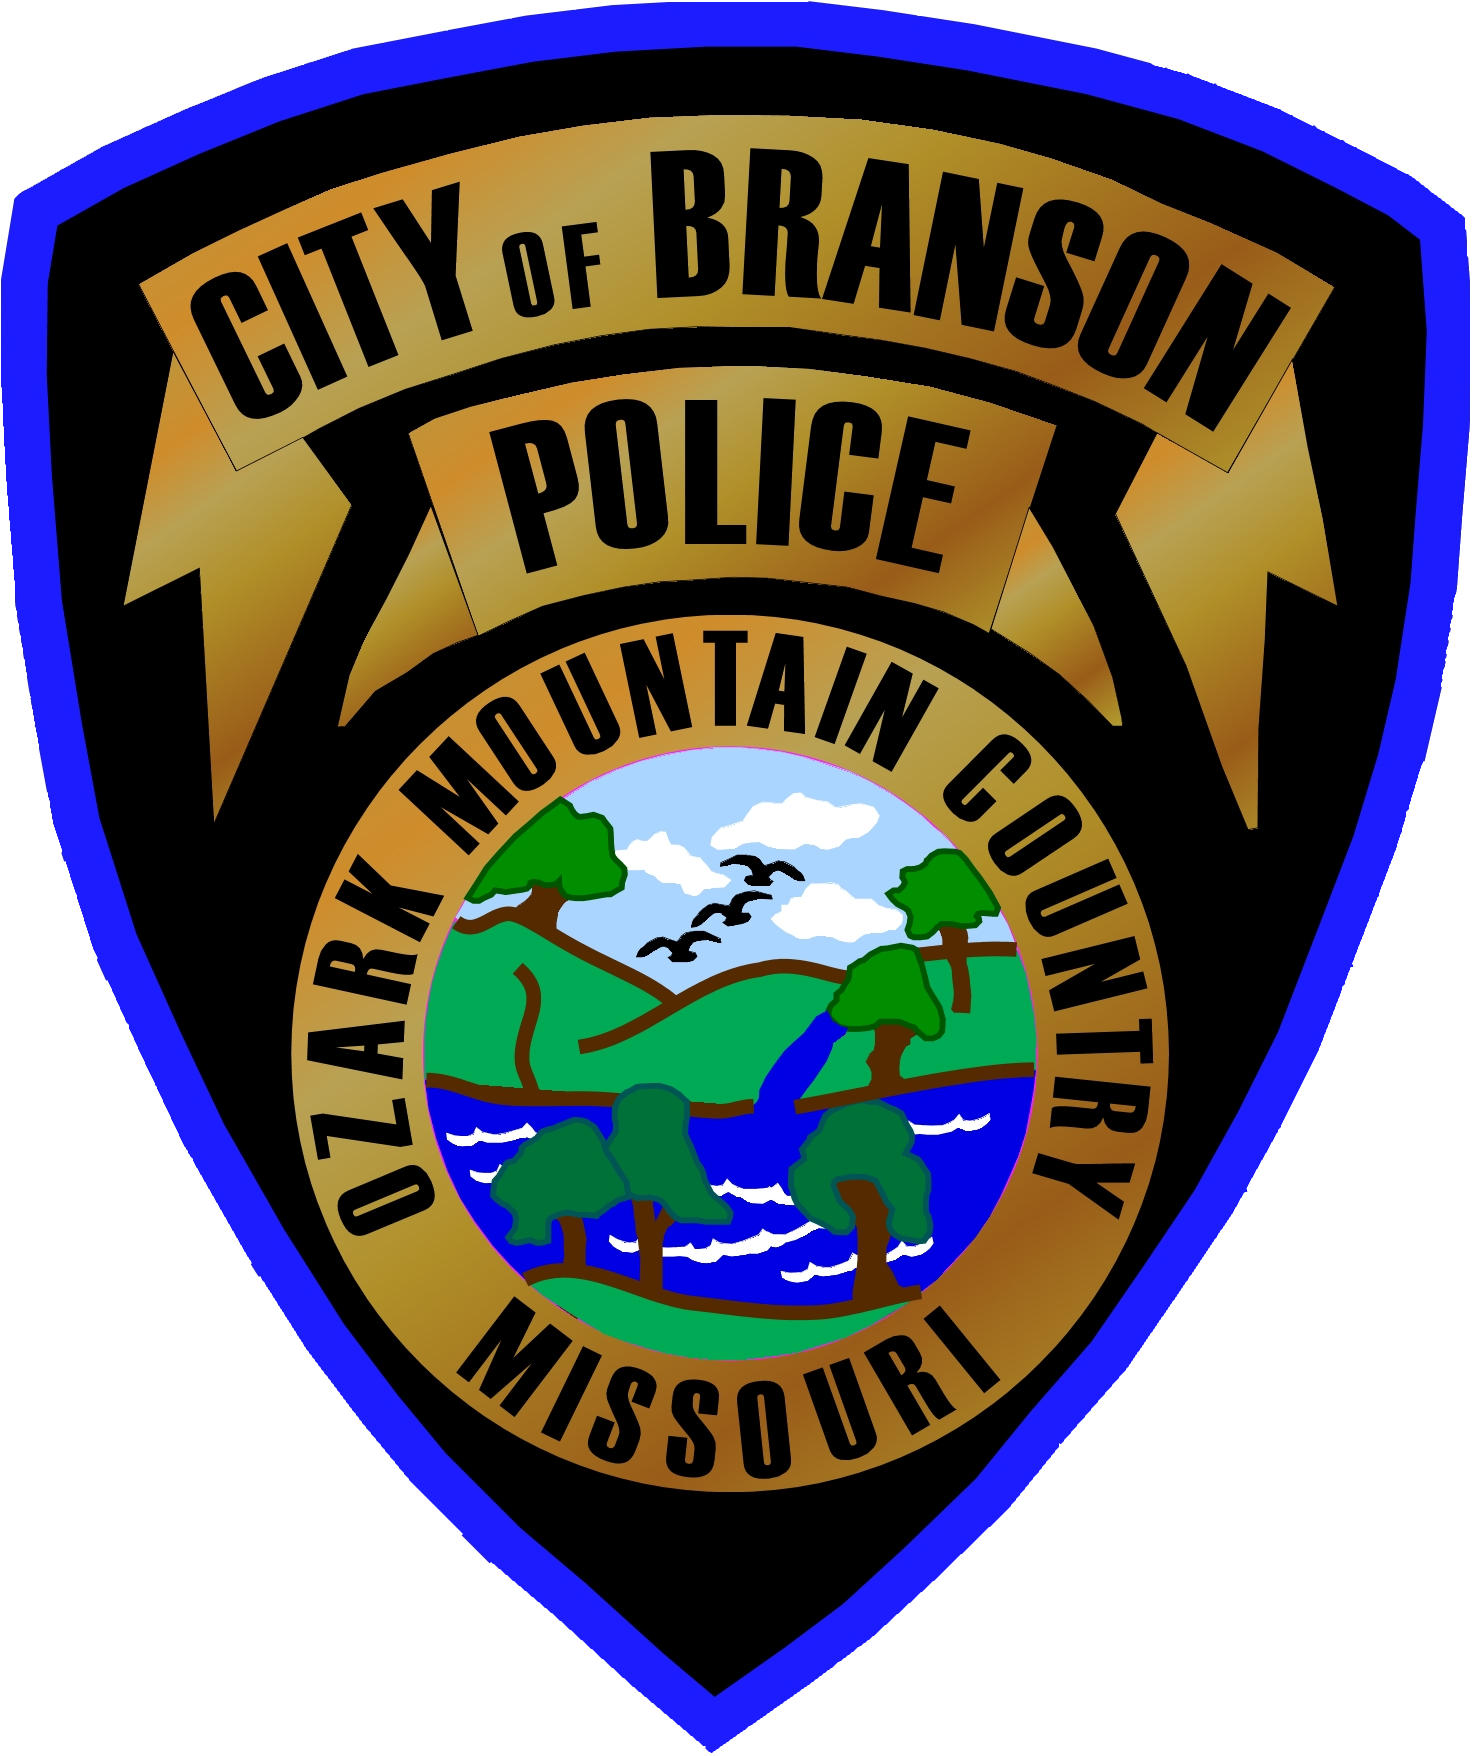 CITY OF BRANSON
POLICE
OZARK MOUNTAIN COUNTRY
MISSOURI